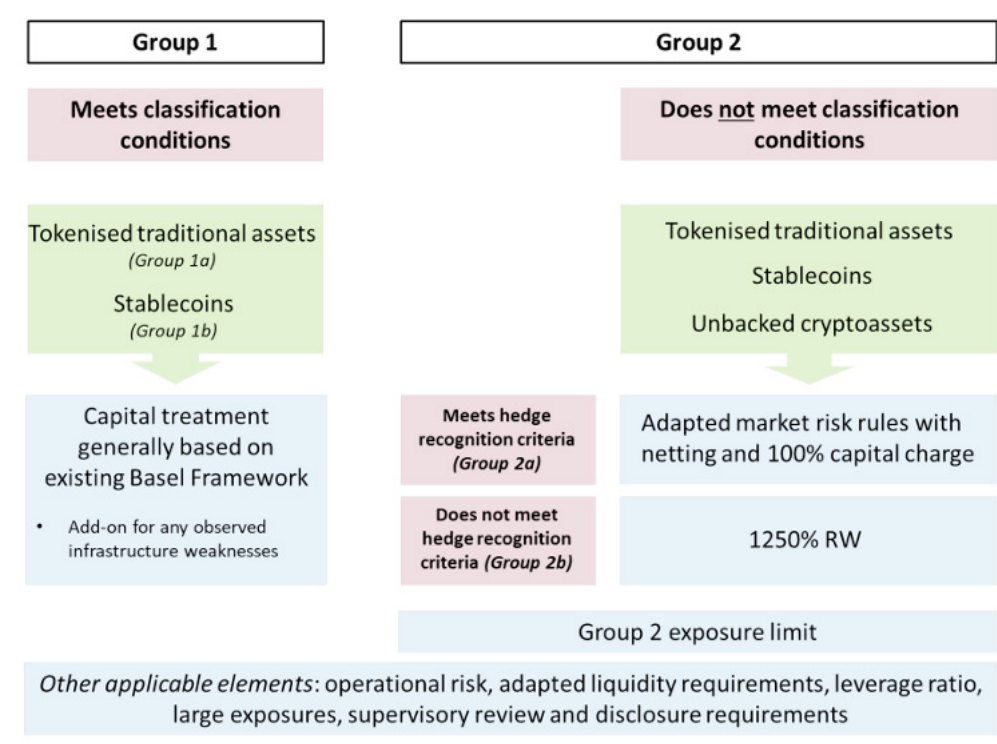 Group 1
Group 2
Meets classification
conditions
Does not meet classification
conditions
Tokenised traditional assets
(Group 1a)
Stablecoins
(Group 1b)
Tokenised traditional assets
Stablecoins
Unbacked cryptoassets
Capital treatment
generally based on
existing Basel Framework
• Add-on for any observed
infrastructure weaknesses
Meets hedge
recognition criteria
(Group 2a)
Adapted market risk rules with
netting and 100% capital charge
Does not meet
hedge recognition
criteria (Group 2b)
1250% RW
Group 2 exposure limit
Other applicable elements: operational risk, adapted liquidity requirements, leverage ratio,
large exposures, supervisory review and disclosure requirements